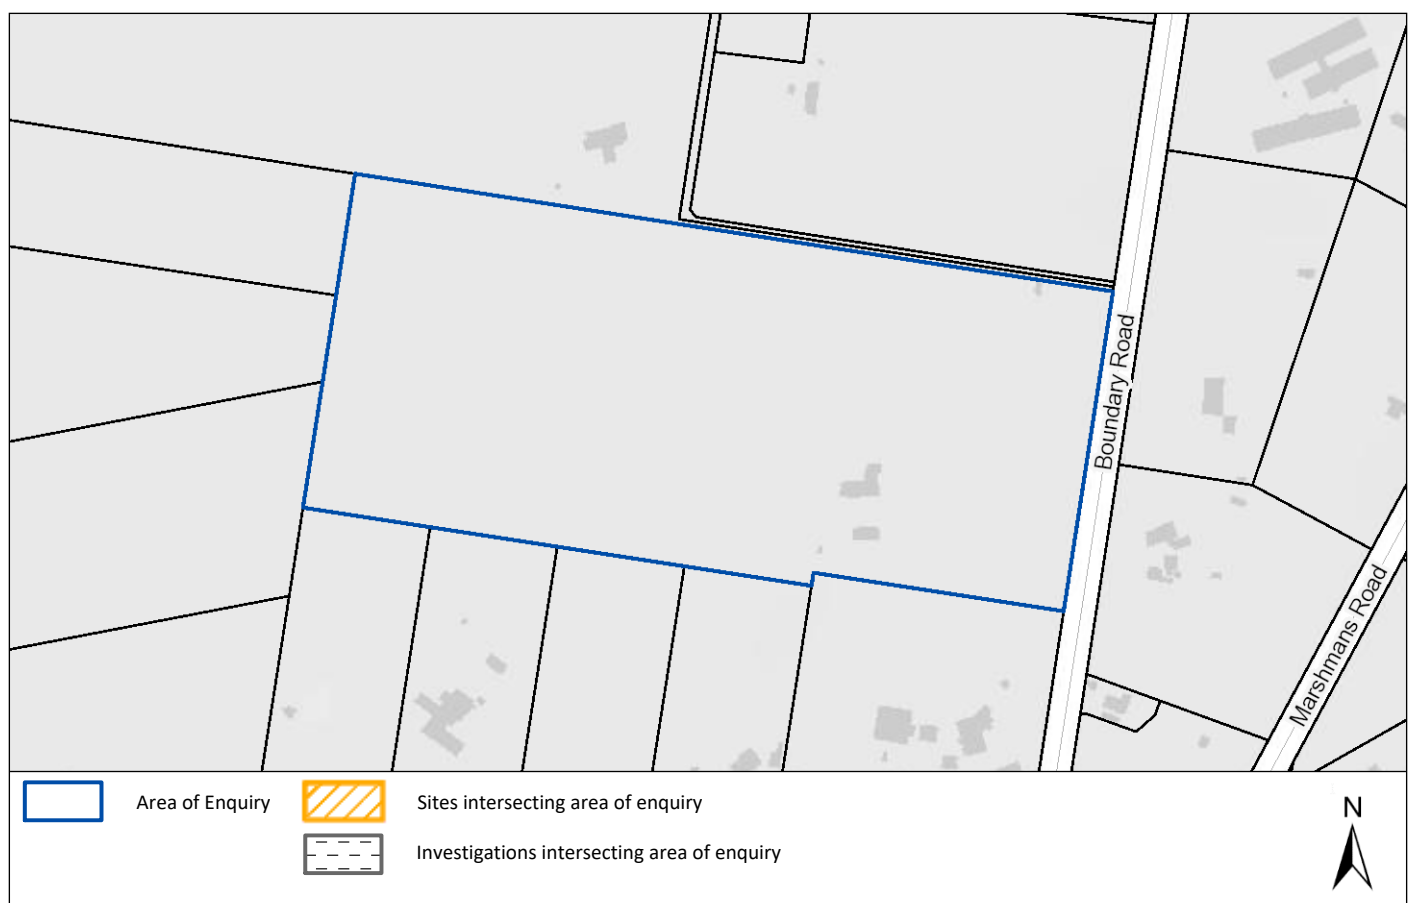 Boundary Road
Marshmans Road
Area of Enquiry
Sites intersecting area of enquiry
N
Investigations intersecting area of enquiry